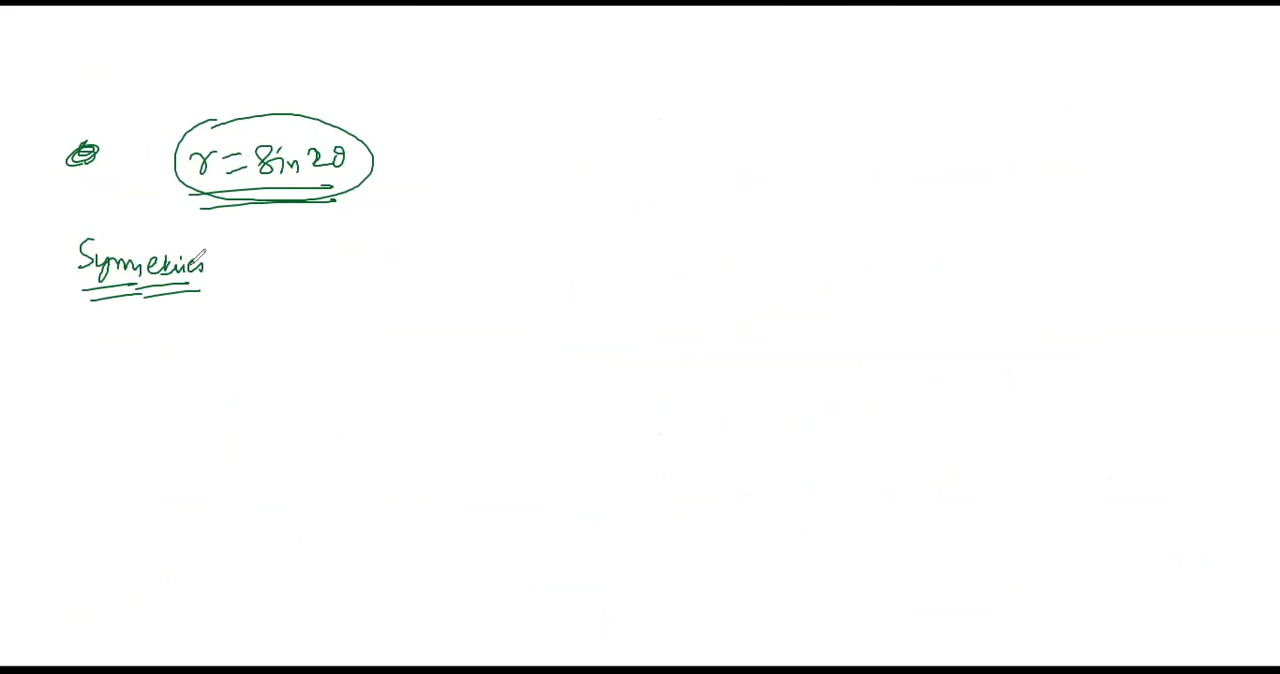 r = Sin 2θ
Symmetries